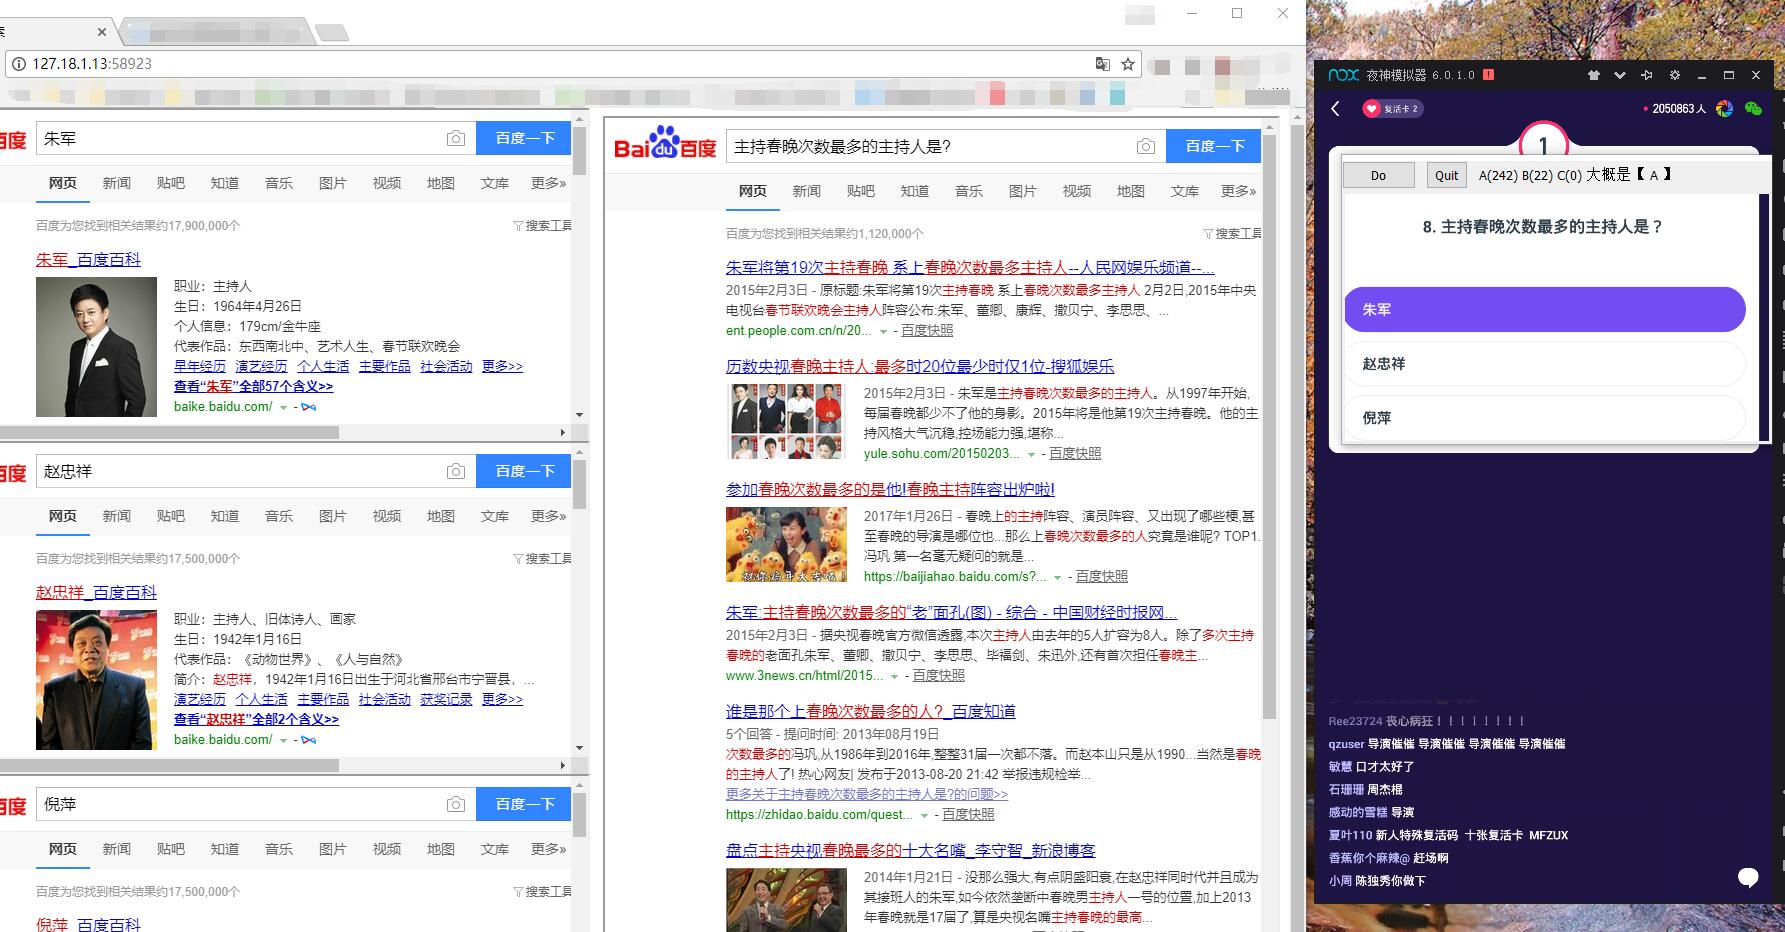 索
127.18.1.13:58923
百度
朱军
百度一下
网页 新闻 贴吧 知道 音乐 图片 视频 地图 文库 更多»
百度为您找到相关结果约17,900,000个
搜索工具
朱军_百度百科
职业：主持人
生日：1964年4月26日
个人信息：179cm/金牛座
代表作品：东西南北中、艺术人生、春节联欢晚会
早年经历 演艺经历 个人生活 主要作品 社会活动 更多>>
查看“朱军”全部57个含义>>
baike.baidu.com/ -
百度
赵忠祥
百度一下
网页 新闻 贴吧 知道 音乐 图片 视频 地图 文库 更多»
百度为您找到相关结果约17,500,000个
搜索工具
赵忠祥_百度百科
职业：主持人、旧体诗人、画家
生日：1942年1月16日
代表作品：《动物世界》、《人与自然》
简介：赵忠祥，1942年1月16日出生于河北省邢台市宁晋县，...
演艺经历 个人生活 主要作品 社会活动 获奖记录 更多>>
查看“赵忠祥”全部2个含义>>
baike.baidu.com/ -
百度
倪萍
百度一下
网页 新闻 贴吧 知道 音乐 图片 视频 地图 文库 更多»
百度为您找到相关结果约17,500,000个
搜索工具
倪萍_百度百科
Bai du 百度
主持春晚次数最多的主持人是?
百度一下
网页 新闻 贴吧 知道 音乐 图片 视频 地图 文库 更多»
百度为您找到相关结果约1,120,000个
搜索工具
朱军将第19次主持春晚 系上春晚次数最多主持人--人民网娱乐频道--...
2015年2月3日 - 原标题:朱军将第19次主持春晚 系上春晚次数最多主持人 2月2日,2015年中央
电视台春节联欢晚会主持人阵容公布:朱军、董卿、康辉、撒贝宁、李思思、...
ent.people.com.cn/n/20... - 百度快照
历数央视春晚主持人:最多时20位最少时仅1位-搜狐娱乐
2015年2月3日 - 朱军是主持春晚次数最多的主持人。从1997年开始,
每届春晚都少不了他的身影。2015年将是他第19次主持春晚。他的主
持风格大气沉稳,控场能力强,堪称...
yule.sohu.com/20150203... - 百度快照
参加春晚次数最多的是他!春晚主持阵容出炉啦!
2017年1月26日 - 春晚上的主持阵容、演员阵容、又出现了哪些梗,甚
至春晚的导演是哪位也...那么上春晚次数最多的人究竟是谁呢? TOP1.
冯巩,第一名毫无疑问的就是...
https://baijiahao.baidu.com/s?... - 百度快照
朱军:主持春晚次数最多的“老”面孔(图) - 综合 - 中国财经时报网...
2015年2月3日 - 据央视春晚官方微信透露,本次主持人由去年的5人扩容为8人。除了多次主持
春晚的老面孔朱军、董卿、撒贝宁、李思思、毕福剑、朱迅外,还有首次担任春晚主...
www.3news.cn/html/2015... - 百度快照
谁是那个上春晚次数最多的人?_百度知道
5个回答 - 提问时间: 2013年08月19日
次数最多的冯巩,从1986年到2016年,整整31届一次都不落。而赵本山只是从1990...当然是春晚
的主持人了! 热心网友| 发布于2013-08-20 21:42 举报违规检举...
更多关于主持春晚次数最多的主持人是?的问题>>
https://zhidao.baidu.com/quest... - 百度快照
盘点主持央视春晚最多的十大名嘴_李守智_新浪博客
2014年1月21日 - 没那么强大,有点阴盛阳衰,在赵忠祥同时代并且成为
其接班人的朱军,如今依然垄断中春晚男主持人一号的位置,加上2013
年春晚就是17届了,算是央视名嘴主持春晚的最高...
nox 夜神模拟器 6.0.1.0
复活卡 2
2050863人
1
Do Quit A(242) B(22) C(0) 大概是【 A 】
8. 主持春晚次数最多的主持人是？
朱军
赵忠祥
倪萍
Ree23724 丧心病狂！！！！！！！！
qzuser 导演催催 导演催催 导演催催 导演催催
敏慧 口才太好了
石珊珊 周杰棍
感动的雪糕 导演
夏叶110 新人特殊复活码 十张复活卡 MFZUX
香蕉你个麻辣@ 赶场啊
小周 陈独秀你做下